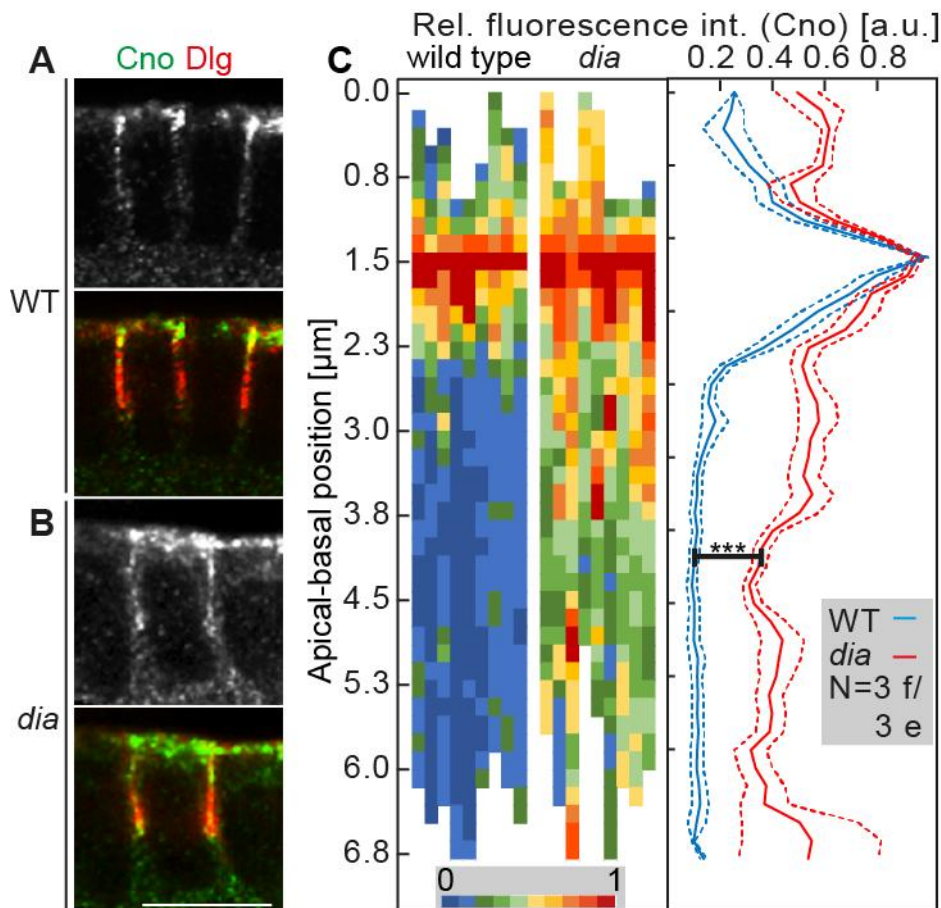 Rel. fluorescence int. (Cno) [a.u.]
A
Cno Dlg
C
wild type
dia
0.2 0.4 0.6 0.8
WT
B
dia
Apical-basal position [µm]
0.0
0.8
1.5
2.3
3.0
3.8
4.5
5.3
6.0
6.8
***
WT
dia
N=3 f/
3 e
0 1